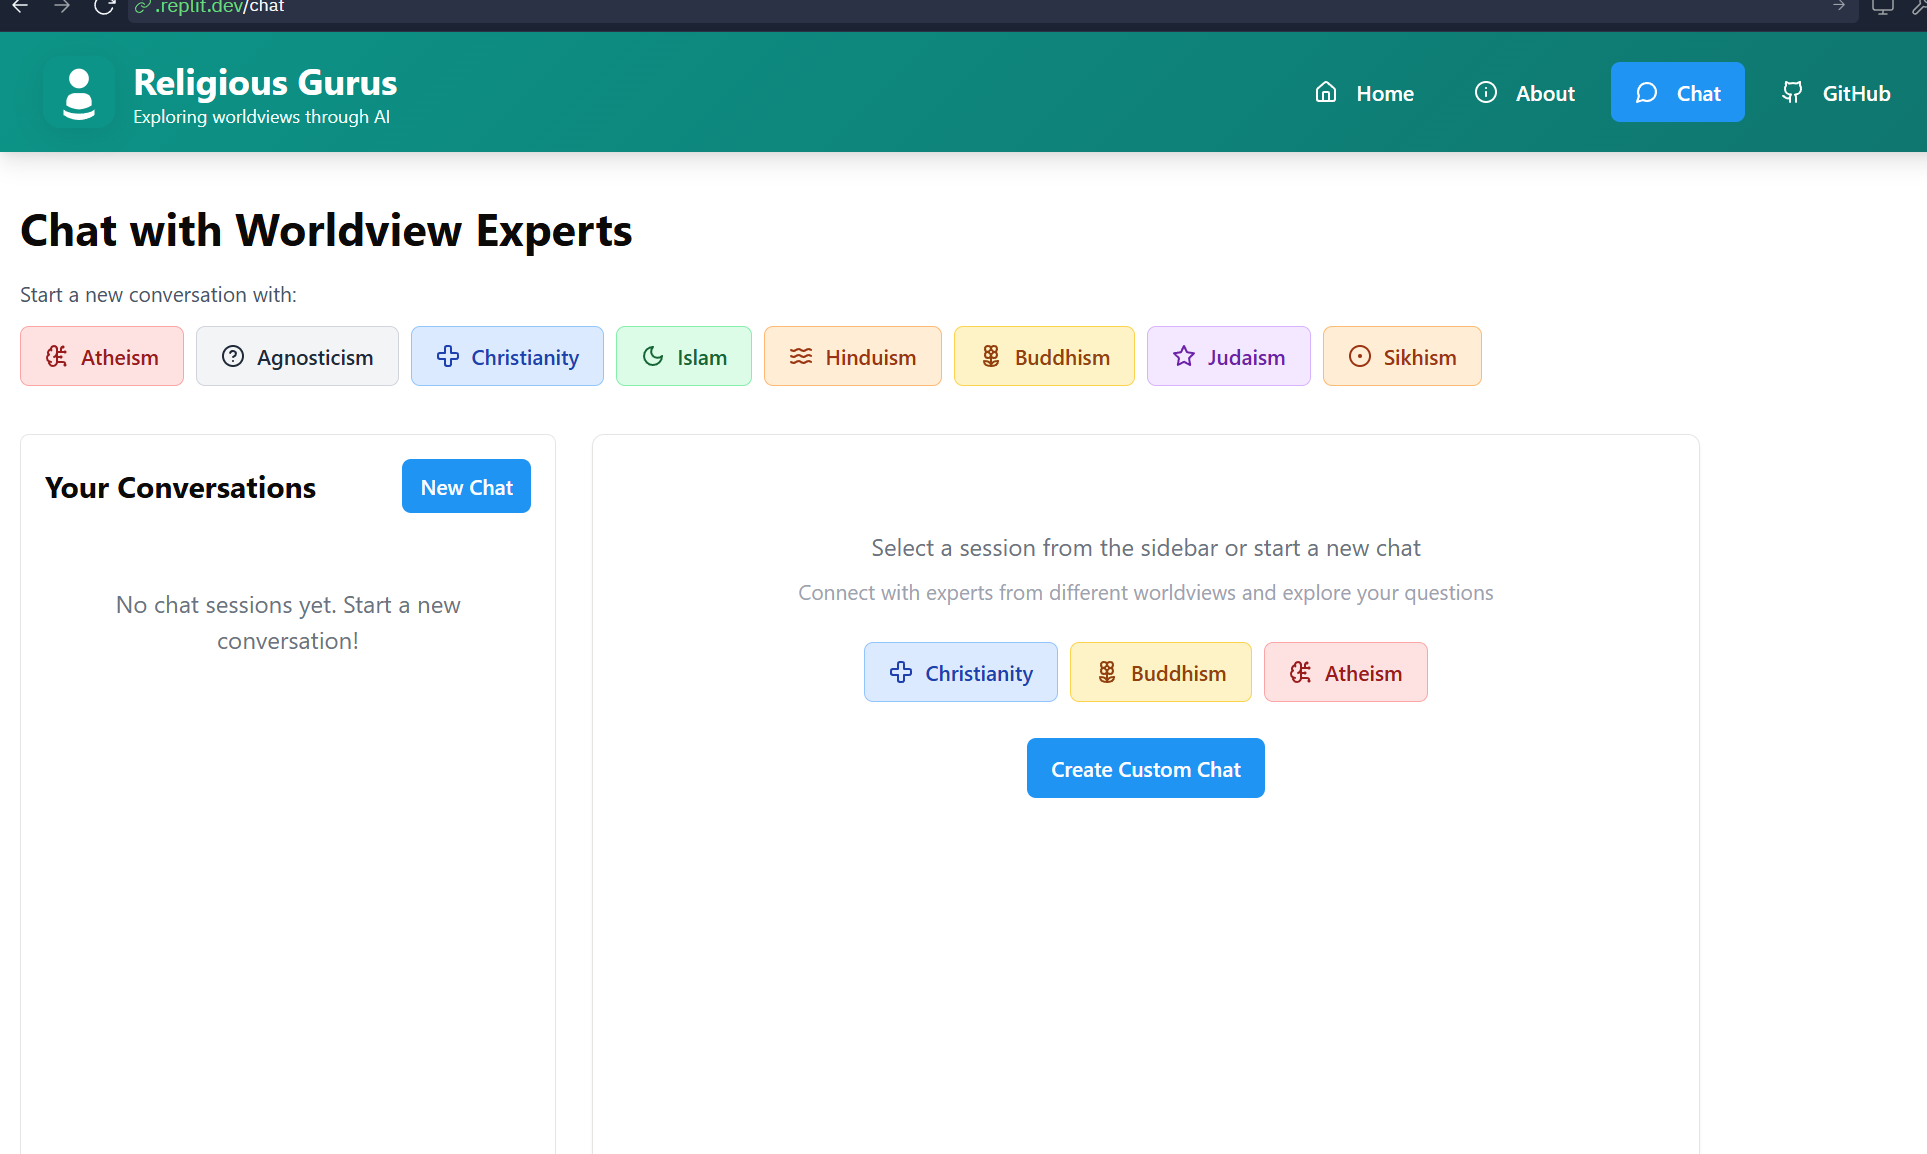 .replit.dev/chat
Religious Gurus
Exploring worldviews through AI
Home
About
Chat
GitHub
Chat with Worldview Experts
Start a new conversation with:
Atheism
Agnosticism
Christianity
Islam
Hinduism
Buddhism
Judaism
Sikhism
Your Conversations
New Chat
No chat sessions yet. Start a new
conversation!
Select a session from the sidebar or start a new chat
Connect with experts from different worldviews and explore your questions
Christianity
Buddhism
Atheism
Create Custom Chat